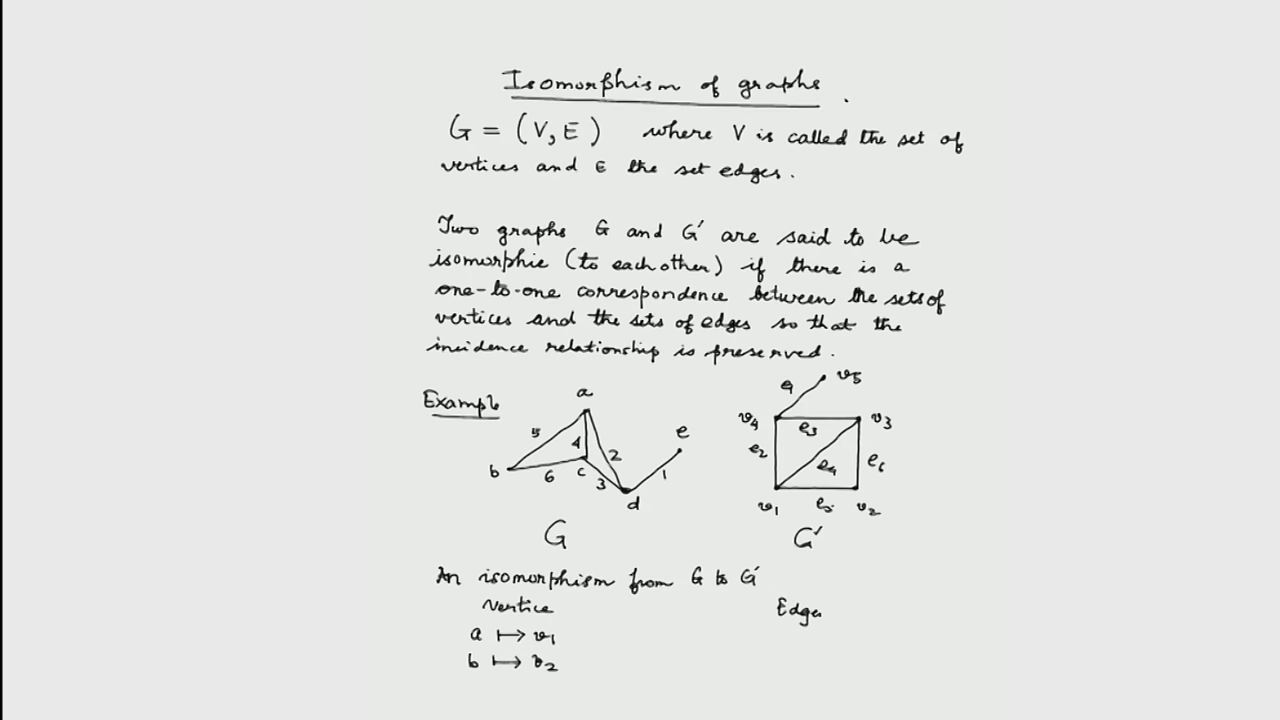 Isomorphism of graphs.
G = (V, E) where V is called the set of
vertices and E the set edges.
Two graphs G and G' are said to be
isomorphic (to each other) if there is a
one-to-one correspondence between the sets of
vertices and the sets of edges so that the
incidence relationship is preserved.
Example
a
5
4
2
b
6
c
3
d
1
e
G
v5
e1
v4
e3
v3
e2
e4
e6
v1
e5
v2
G'
An isomorphism from G to G'
Vertice Edge
a ↦ v1
b ↦ v2